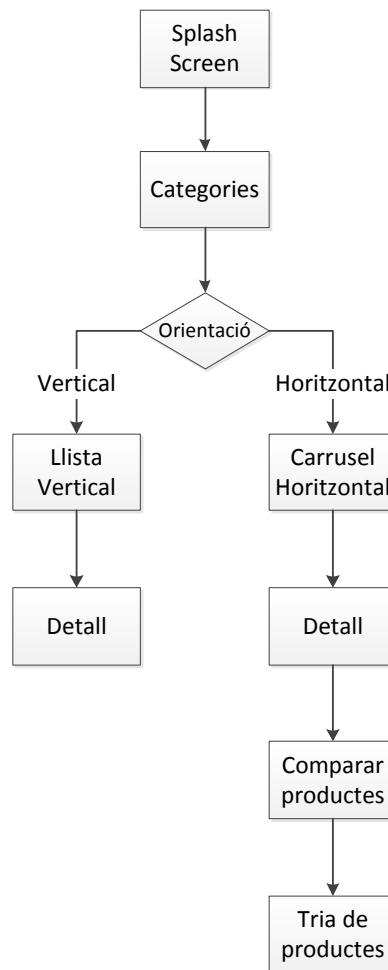 Splash
Screen
Categories
Orientació
Vertical
Horitzontal
Llista
Vertical
Carrusel
Horitzontal
Detall
Detall
Comparar
productes
Tria de
productes